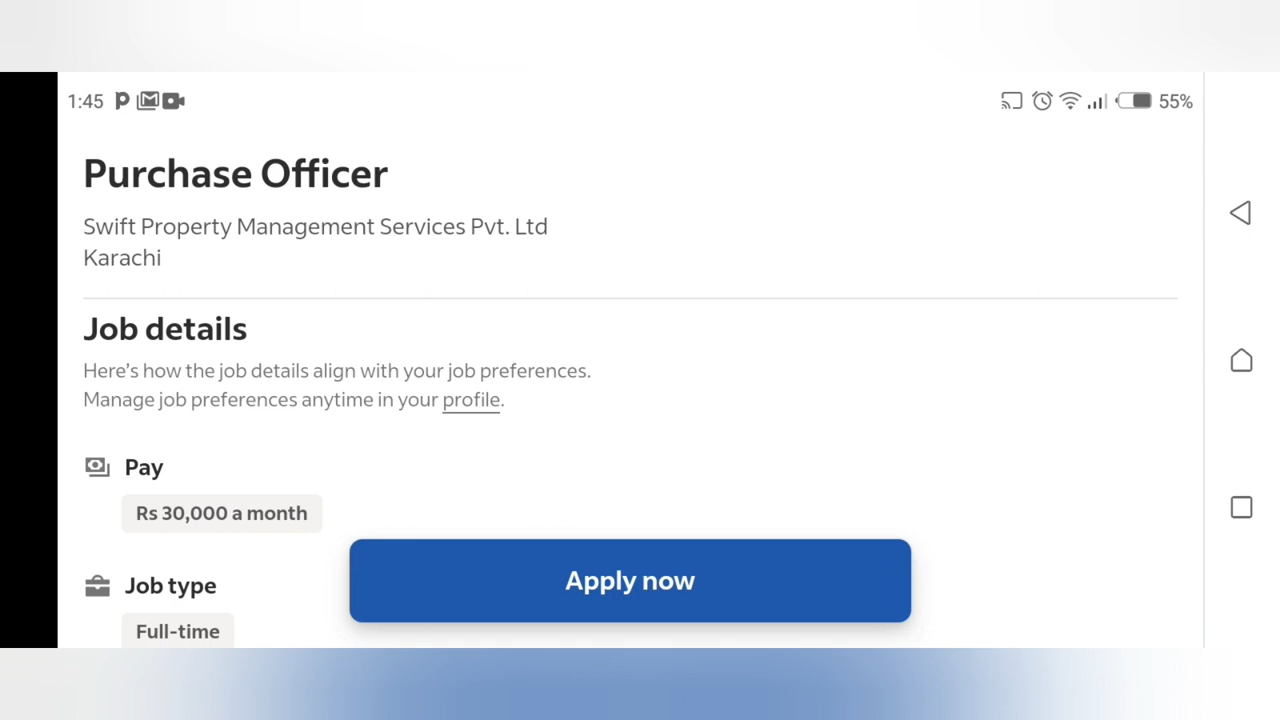 1:45
55%
Purchase Officer
Swift Property Management Services Pvt. Ltd
Karachi
Job details
Here's how the job details align with your job preferences.
Manage job preferences anytime in your profile.
Pay
Rs 30,000 a month
Apply now
Job type
Full-time